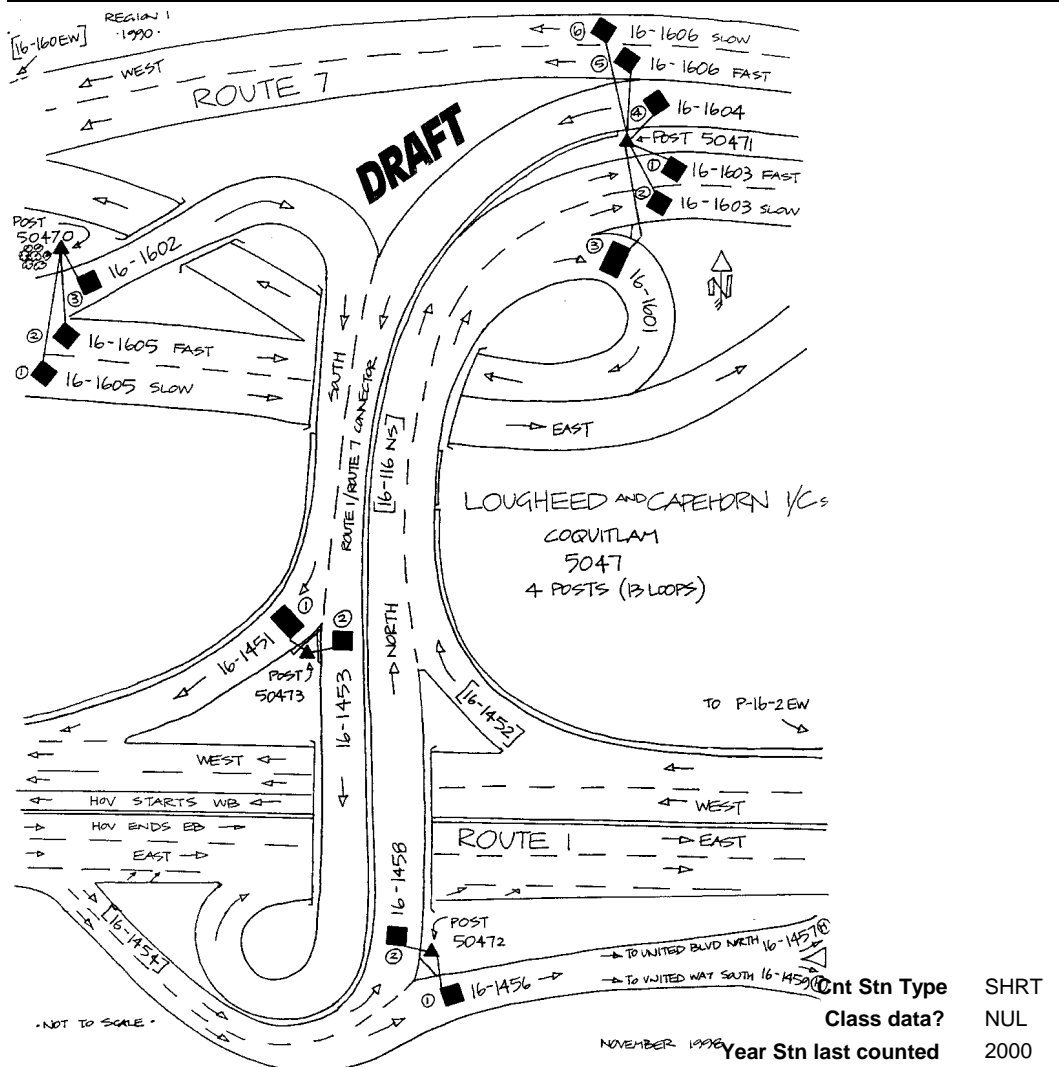 REGION 1
·1990·
[16-160EW]
WEST
ROUTE 7
DRAFT
⑥ 16-1606 SLOW
⑤ 16-1606 FAST
④ 16-1604
POST 50471
① 16-1603 FAST
② 16-1603 SLOW
③ 16-1601
N
POST
50470
③ 16-1602
② 16-1605 FAST
① 16-1605 SLOW
SOUTH
ROUTE 1/ROUTE 7 CONNECTOR
[16-116 NS]
EAST
LOUGHEED AND CAPEHORN I/Cs
COQUITLAM
5047
4 POSTS (13 LOOPS)
① 16-1451
②
POST
50473
16-1453
NORTH
[16-1452]
TO P-16-2EW
WEST
HOV STARTS WB
HOV ENDS EB
EAST
WEST
EAST
ROUTE 1
16-1458
②
POST
50472
① 16-1456
[16-1454]
TO UNITED BLVD NORTH 16-1457
TO UNITED WAY SOUTH 16-1459
·NOT TO SCALE·
NOVEMBER 1998
Cnt Stn Type SHRT
Class data? NUL
Year Stn last counted 2000